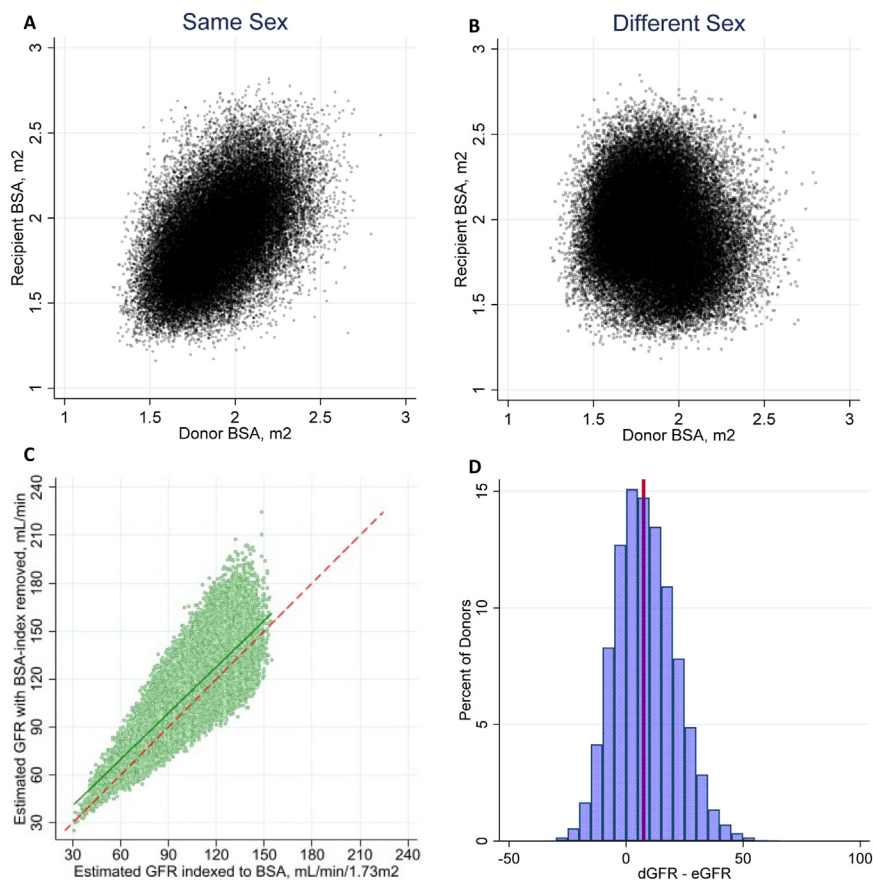 A
Same Sex
Recipient BSA, m2
3
2.5
2
1.5
1
1 1.5 2 2.5 3
Donor BSA, m2
B
Different Sex
Recipient BSA, m2
3
2.5
2
1.5
1
1 1.5 2 2.5 3
Donor BSA, m2
C
Estimated GFR with BSA-index removed, mL/min
240
210
180
150
120
90
60
30
30 60 90 120 150 180 210 240
Estimated GFR indexed to BSA, mL/min/1.73m2
D
Percent of Donors
15
10
5
0
-50 0 50 100
dGFR - eGFR